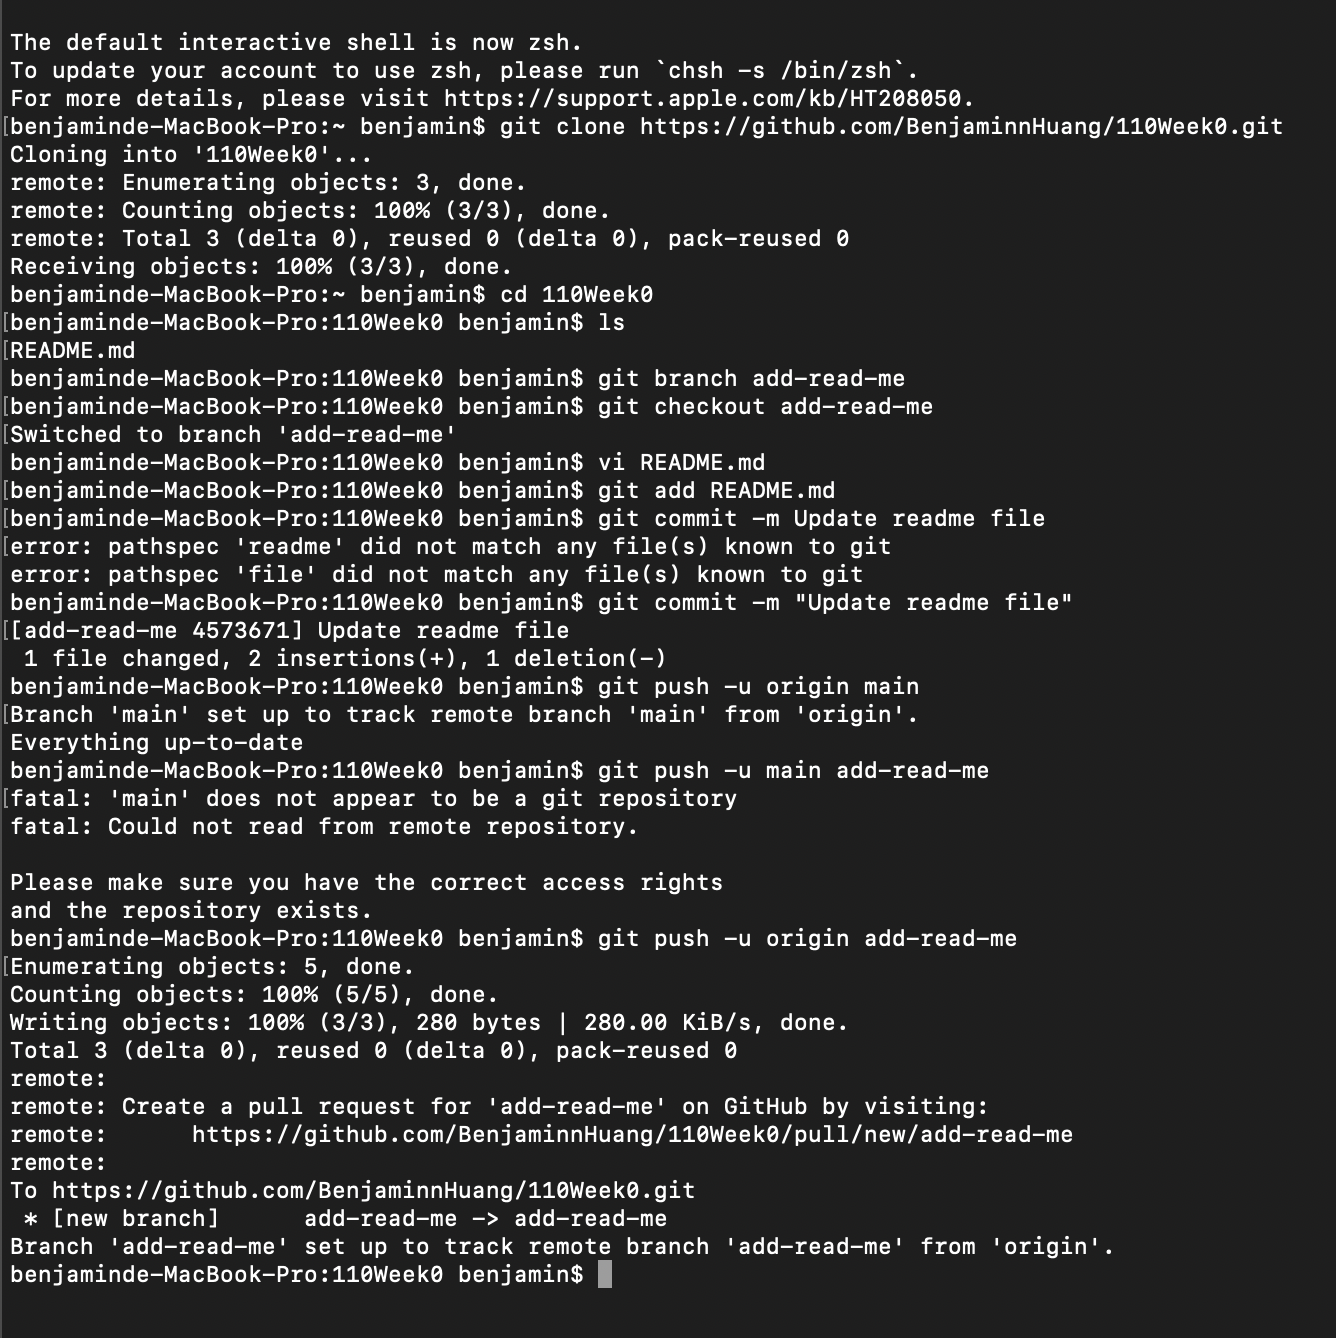 The default interactive shell is now zsh.
To update your account to use zsh, please run `chsh -s /bin/zsh`.
For more details, please visit https://support.apple.com/kb/HT208050.
[benjaminde-MacBook-Pro:~ benjamin$ git clone https://github.com/BenjaminnHuang/110Week0.git
Cloning into '110Week0'...
remote: Enumerating objects: 3, done.
remote: Counting objects: 100% (3/3), done.
remote: Total 3 (delta 0), reused 0 (delta 0), pack-reused 0
Receiving objects: 100% (3/3), done.
benjaminde-MacBook-Pro:~ benjamin$ cd 110Week0
[benjaminde-MacBook-Pro:110Week0 benjamin$ ls
[README.md
benjaminde-MacBook-Pro:110Week0 benjamin$ git branch add-read-me
[benjaminde-MacBook-Pro:110Week0 benjamin$ git checkout add-read-me
[Switched to branch 'add-read-me'
benjaminde-MacBook-Pro:110Week0 benjamin$ vi README.md
[benjaminde-MacBook-Pro:110Week0 benjamin$ git add README.md
[benjaminde-MacBook-Pro:110Week0 benjamin$ git commit -m Update readme file
[error: pathspec 'readme' did not match any file(s) known to git
error: pathspec 'file' did not match any file(s) known to git
benjaminde-MacBook-Pro:110Week0 benjamin$ git commit -m "Update readme file"
[[add-read-me 4573671] Update readme file
 1 file changed, 2 insertions(+), 1 deletion(-)
benjaminde-MacBook-Pro:110Week0 benjamin$ git push -u origin main
[Branch 'main' set up to track remote branch 'main' from 'origin'.
Everything up-to-date
benjaminde-MacBook-Pro:110Week0 benjamin$ git push -u main add-read-me
[fatal: 'main' does not appear to be a git repository
fatal: Could not read from remote repository.

Please make sure you have the correct access rights
and the repository exists.
benjaminde-MacBook-Pro:110Week0 benjamin$ git push -u origin add-read-me
[Enumerating objects: 5, done.
Counting objects: 100% (5/5), done.
Writing objects: 100% (3/3), 280 bytes | 280.00 KiB/s, done.
Total 3 (delta 0), reused 0 (delta 0), pack-reused 0
remote:
remote: Create a pull request for 'add-read-me' on GitHub by visiting:
remote:      https://github.com/BenjaminnHuang/110Week0/pull/new/add-read-me
remote:
To https://github.com/BenjaminnHuang/110Week0.git
 * [new branch]      add-read-me -> add-read-me
Branch 'add-read-me' set up to track remote branch 'add-read-me' from 'origin'.
benjaminde-MacBook-Pro:110Week0 benjamin$